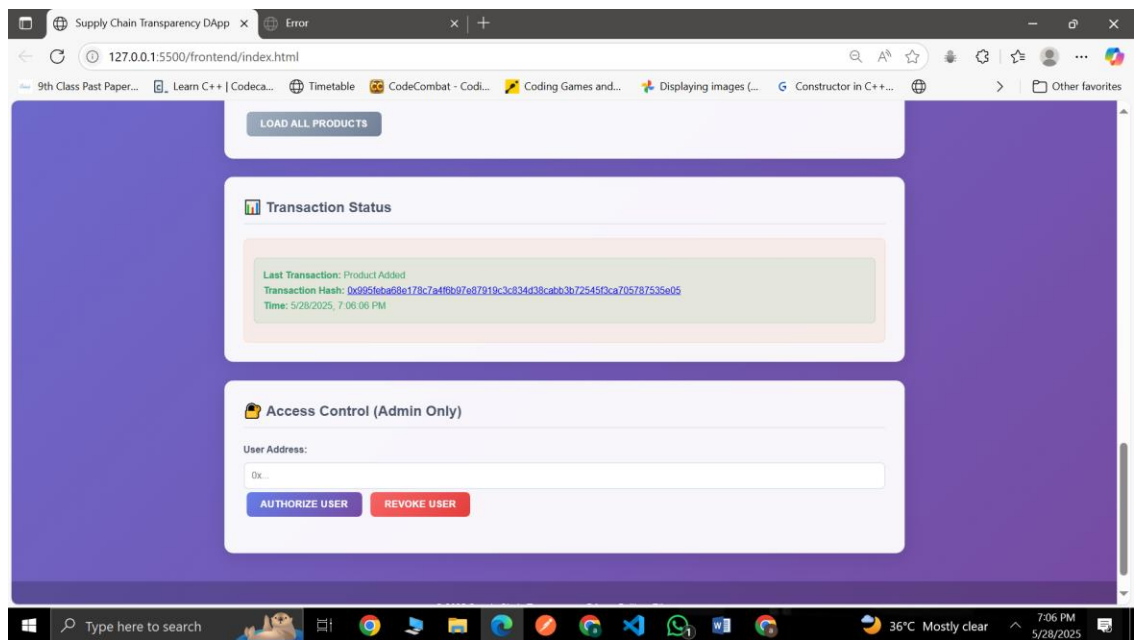 Supply Chain Transparency DApp
Error
127.0.0.1:5500/frontend/index.html
9th Class Past Paper...
Learn C++ | Codeca...
Timetable
CodeCombat - Codi...
Coding Games and...
Displaying images (...
Constructor in C++...
Other favorites
LOAD ALL PRODUCTS
Transaction Status
Last Transaction: Product Added
Transaction Hash: 0x995feba68e178c7a4f6b97e87919c3c834d38cabb3b72545f3ca705787535e05
Time: 5/28/2025, 7:06:06 PM
Access Control (Admin Only)
User Address:
0x...
AUTHORIZE USER
REVOKE USER
Type here to search
36°C Mostly clear
7:06 PM
5/28/2025